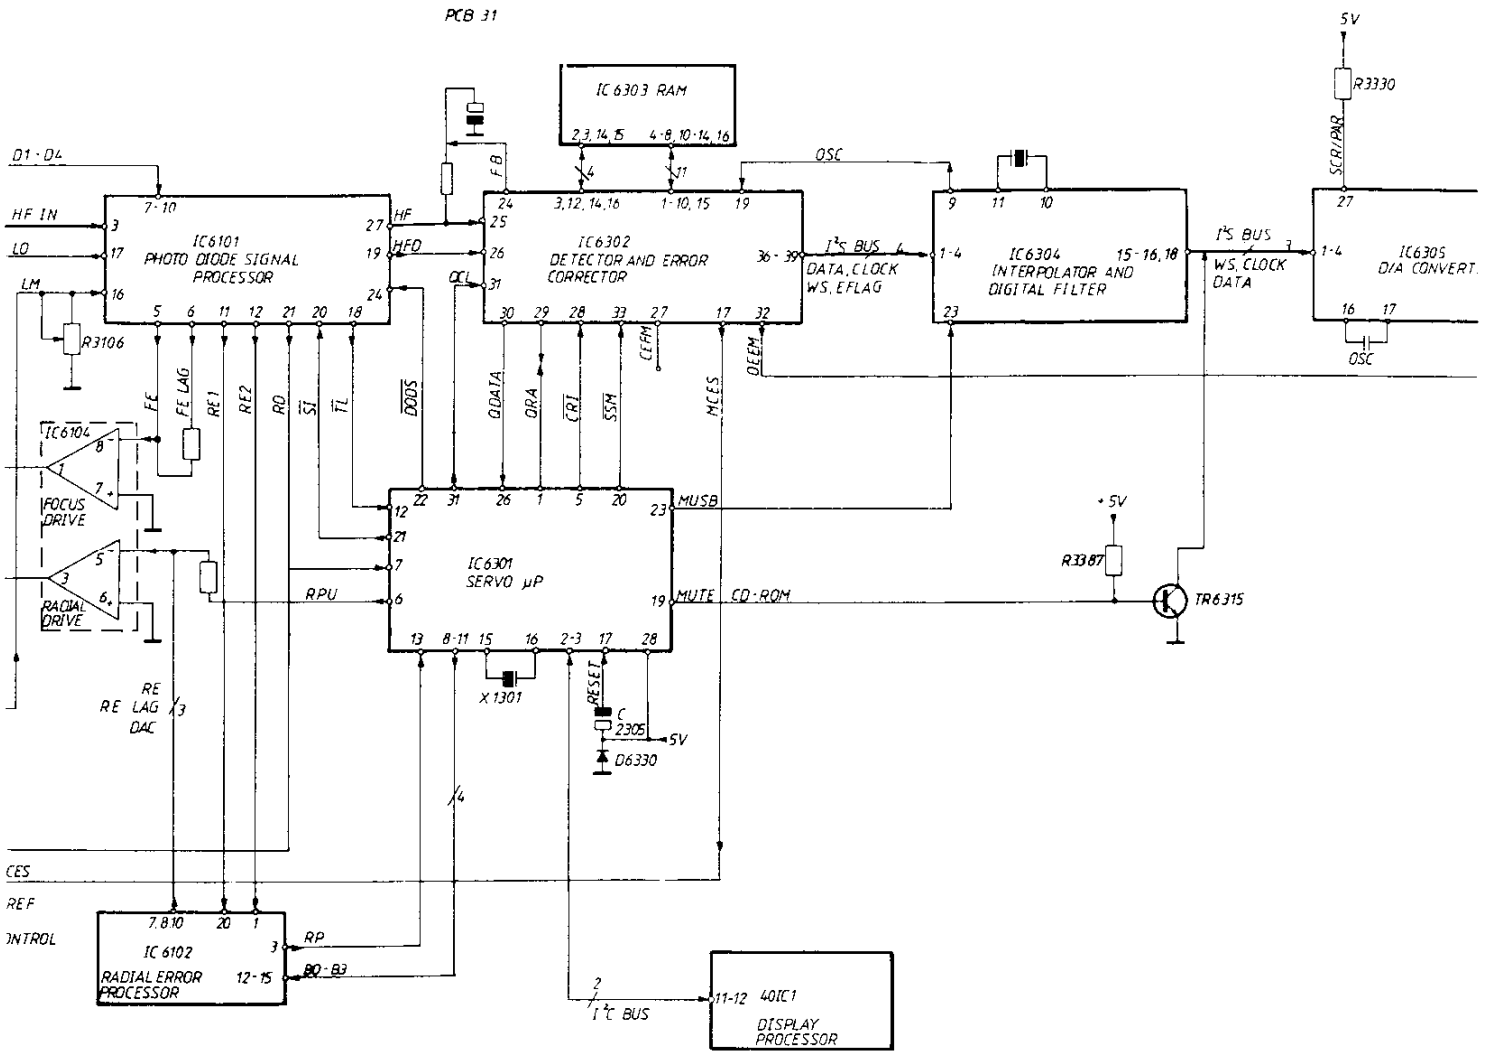 PCB 31
5V
R3330
SCR/PAR
IC6303 RAM
2,3,14,15
4-8,10-14,16
4
11
FB
OSC
D1-D4
HF IN
LO
LM
3
17
16
7-10
IC6101
PHOTO DIODE SIGNAL
PROCESSOR
27
19
24
5
6
11
12
21
20
18
HF
HFD
OCL
24
3,12,14,16
1-10,15
19
25
26
31
IC6302
DETECTOR AND ERROR
CORRECTOR
36-39
30
29
28
33
27
17
32
I²S BUS
4
DATA, CLOCK
WS, EFLAG
9
11
10
1-4
IC6304
INTERPOLATOR AND
DIGITAL FILTER
15-16,18
23
I²S BUS
3
WS, CLOCK
DATA
27
1-4
IC6305
D/A CONVERT.
16
17
OSC
R3106
FE
FE LAG
RE1
RE2
RD
SI
TL
DODS
QDATA
QRA
CRI
SSM
CEFM
MCES
DEEM
IC6104
8 -
1
7 +
FOCUS
DRIVE
5 -
3
6 +
RADIAL
DRIVE
22
31
26
1
5
20
12
21
7
6
IC6301
SERVO µP
23
19
13
8-11
15
16
2-3
17
28
RPU
MUSB
MUTE
CD-ROM
+5V
R3387
TR6315
X1301
RESET
C
2305
5V
D6330
RE
RE LAG
DAC
3
4
CES
REF
ONTROL
7,8,10
20
1
IC 6102
RADIAL ERROR
PROCESSOR
3
12-15
RP
B0-B3
2
I²C BUS
11-12
40IC1
DISPLAY
PROCESSOR